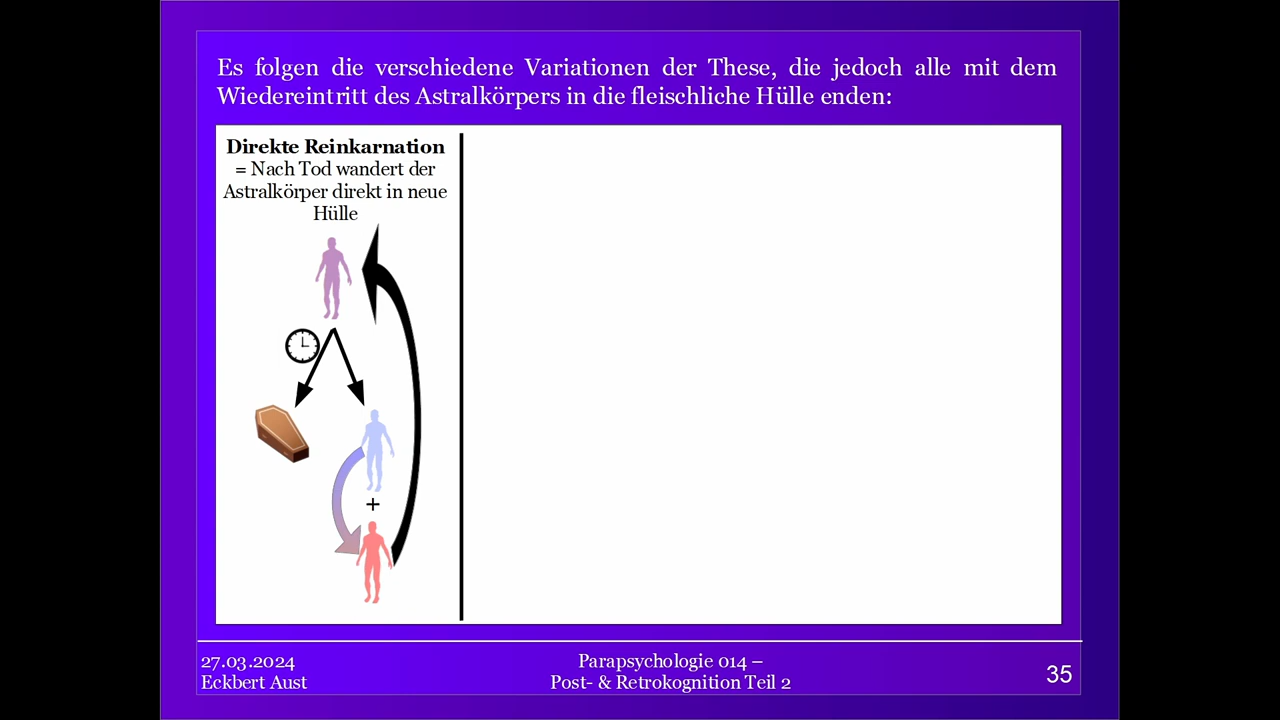 Es folgen die verschiedene Variationen der These, die jedoch alle mit dem
Wiedereintritt des Astralkörpers in die fleischliche Hülle enden:
Direkte Reinkarnation
= Nach Tod wandert der
Astralkörper direkt in neue
Hülle
+
27.03.2024
Eckbert Aust
Parapsychologie 014 –
Post- & Retrokognition Teil 2
35